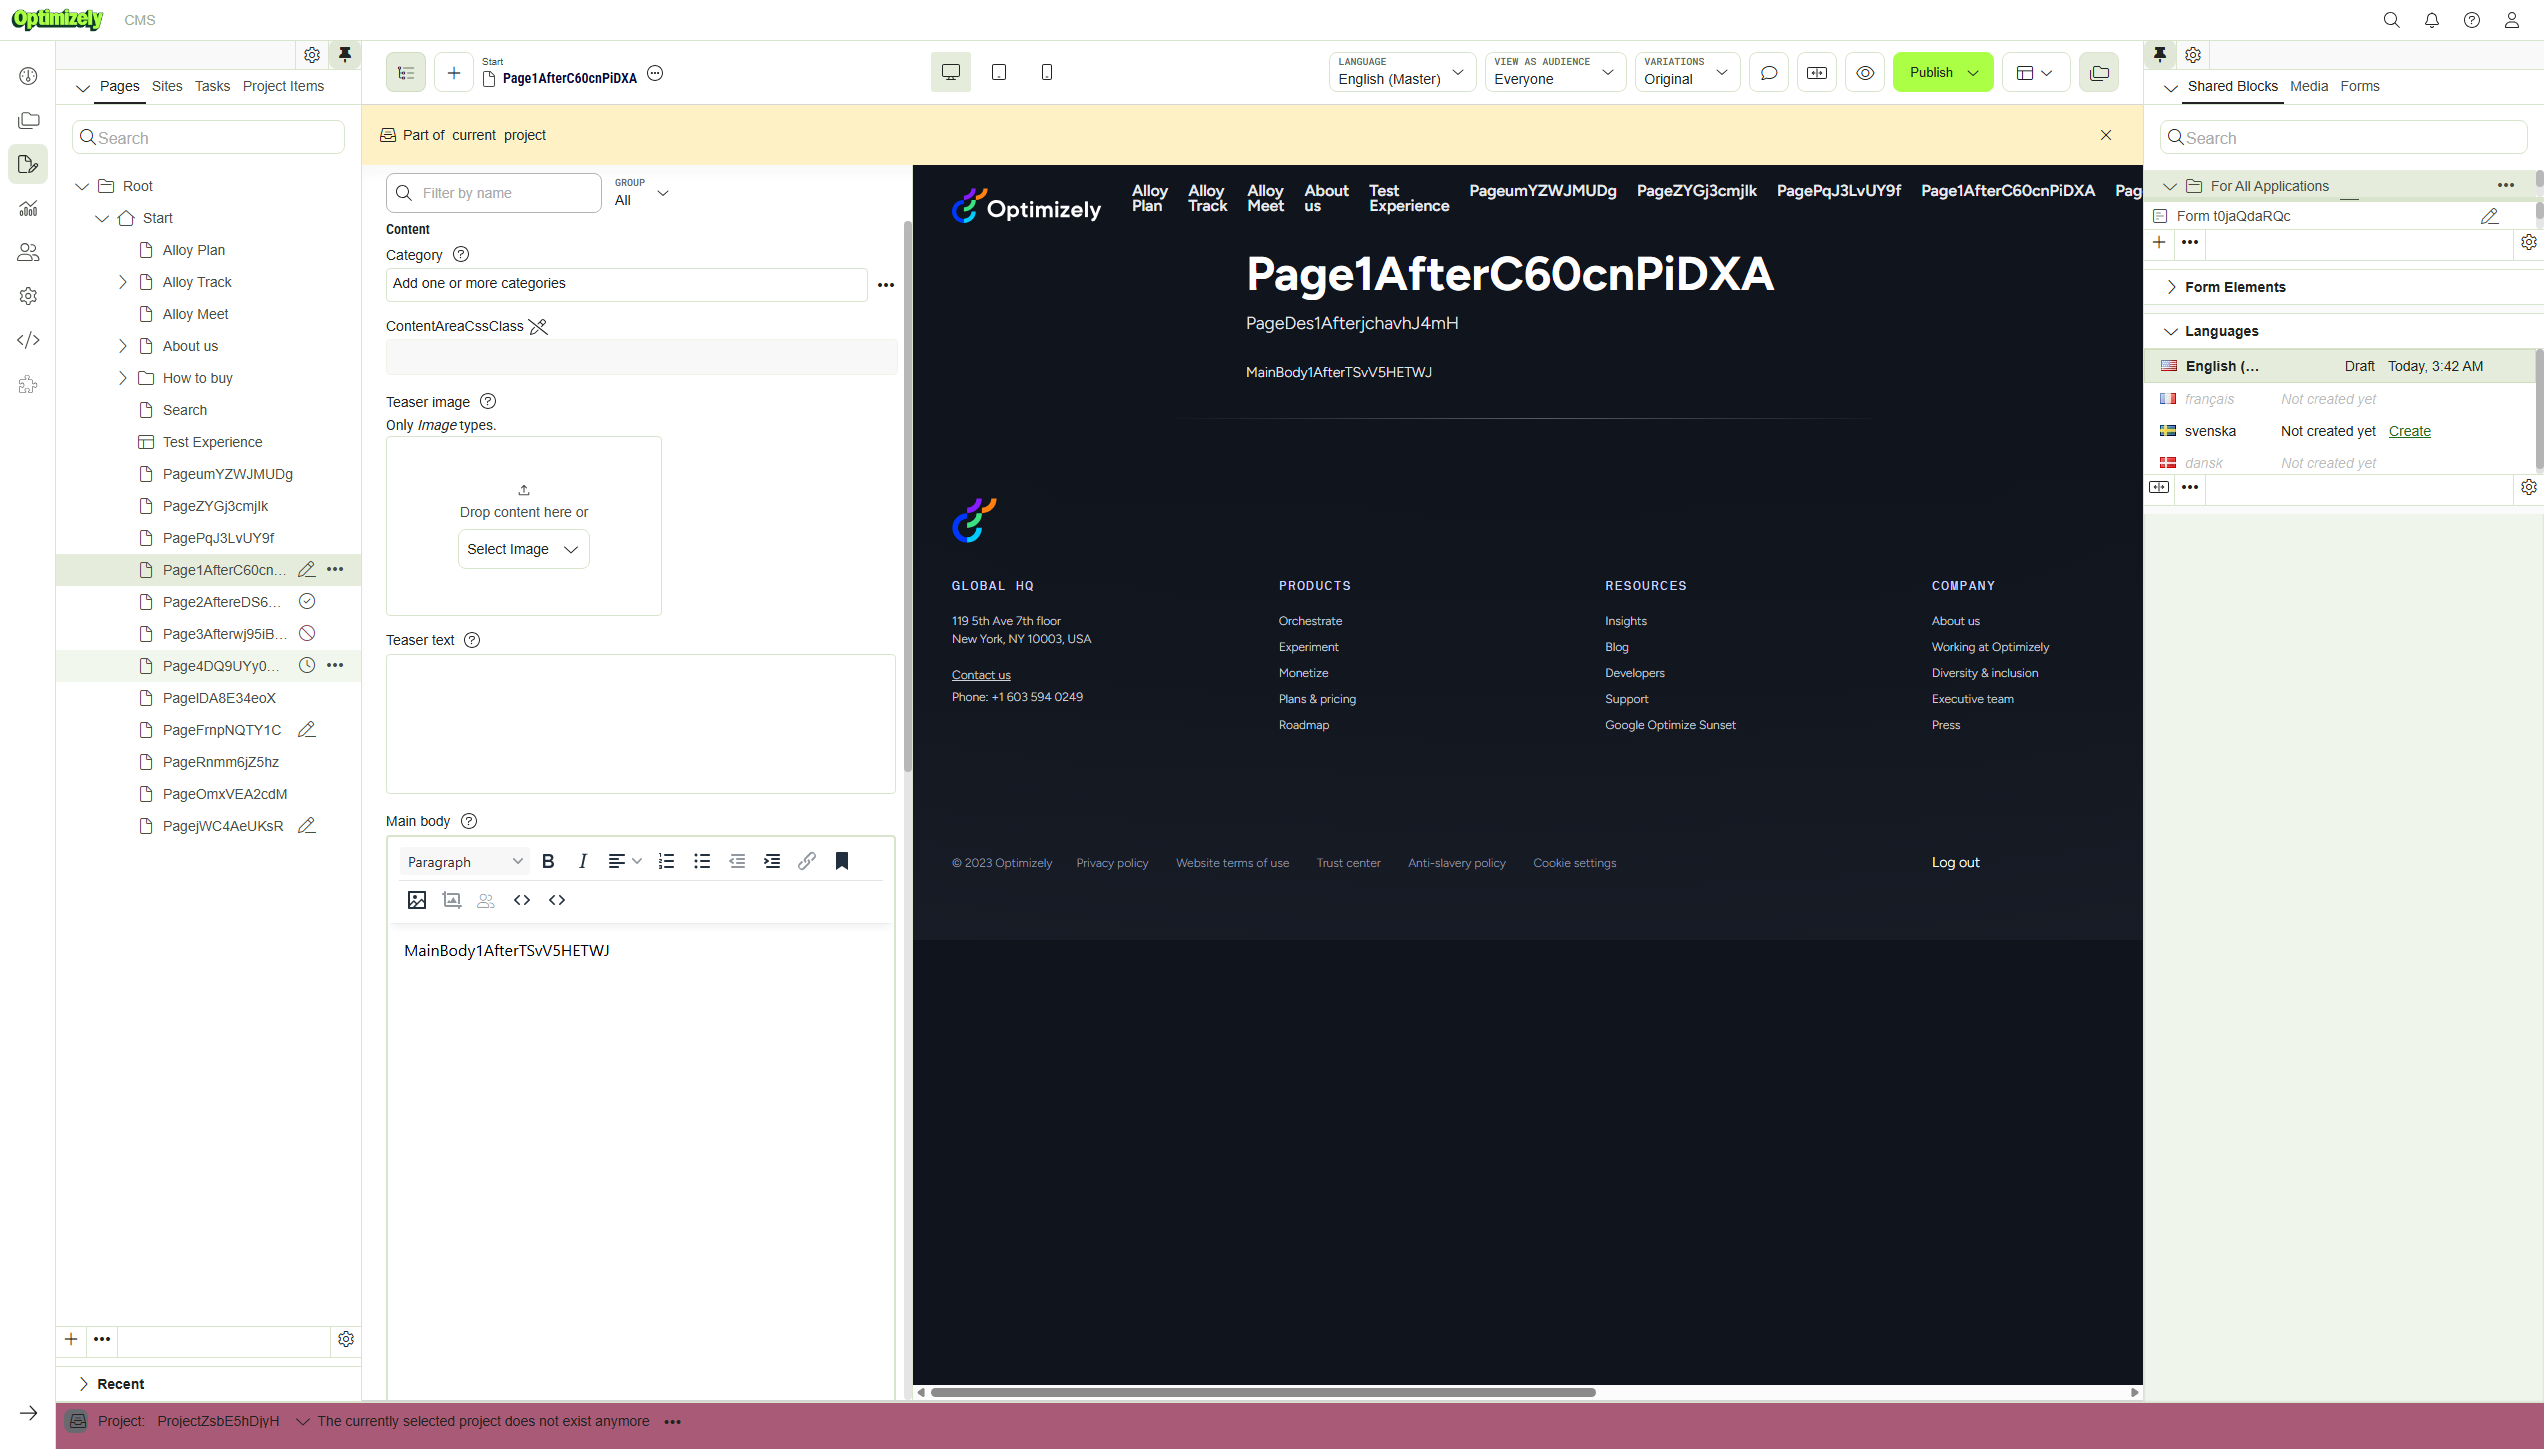 Optimizely
CMS
Pages
Sites
Tasks
Project Items
Search
Root
Start
Alloy Plan
Alloy Track
Alloy Meet
About us
How to buy
Search
Test Experience
PageumYZWJMUDg
PageZYGj3cmjlk
PagePqJ3LvUY9f
Page1AfterC60cn...
Page2AftereDS6...
Page3Afterwj95iB...
Page4DQ9UYy0...
PagelDA8E34eoX
PageFrnpNQTY1C
PageRnmm6jZ5hz
PageOmxVEA2cdM
PagejWC4AeUKsR
Recent
Start
Page1AfterC60cnPiDXA
LANGUAGE
English (Master)
VIEW AS AUDIENCE
Everyone
VARIATIONS
Original
Publish
Part of current project
Filter by name
GROUP
All
Content
Category
Add one or more categories
ContentAreaCssClass
Teaser image
Only Image types.
Drop content here or
Select Image
Teaser text
Main body
Paragraph
MainBody1AfterTSvV5HETWJ
Optimizely
Alloy Plan
Alloy Track
Alloy Meet
About us
Test Experience
PageumYZWJMUDg
PageZYGj3cmjlk
PagePqJ3LvUY9f
Page1AfterC60cnPiDXA
Pag
Page1AfterC60cnPiDXA
PageDes1AfterjchavhJ4mH
MainBody1AfterTSvV5HETWJ
GLOBAL HQ
119 5th Ave 7th floor
New York, NY 10003, USA
Contact us
Phone: +1 603 594 0249
PRODUCTS
Orchestrate
Experiment
Monetize
Plans & pricing
Roadmap
RESOURCES
Insights
Blog
Developers
Support
Google Optimize Sunset
COMPANY
About us
Working at Optimizely
Diversity & inclusion
Executive team
Press
© 2023 Optimizely
Privacy policy
Website terms of use
Trust center
Anti-slavery policy
Cookie settings
Log out
Shared Blocks
Media
Forms
Search
For All Applications
Form t0jaQdaRQc
Form Elements
Languages
English (... Draft Today, 3:42 AM
français Not created yet
svenska Not created yet Create
dansk Not created yet
Project: ProjectZsbE5hDjyH The currently selected project does not exist anymore